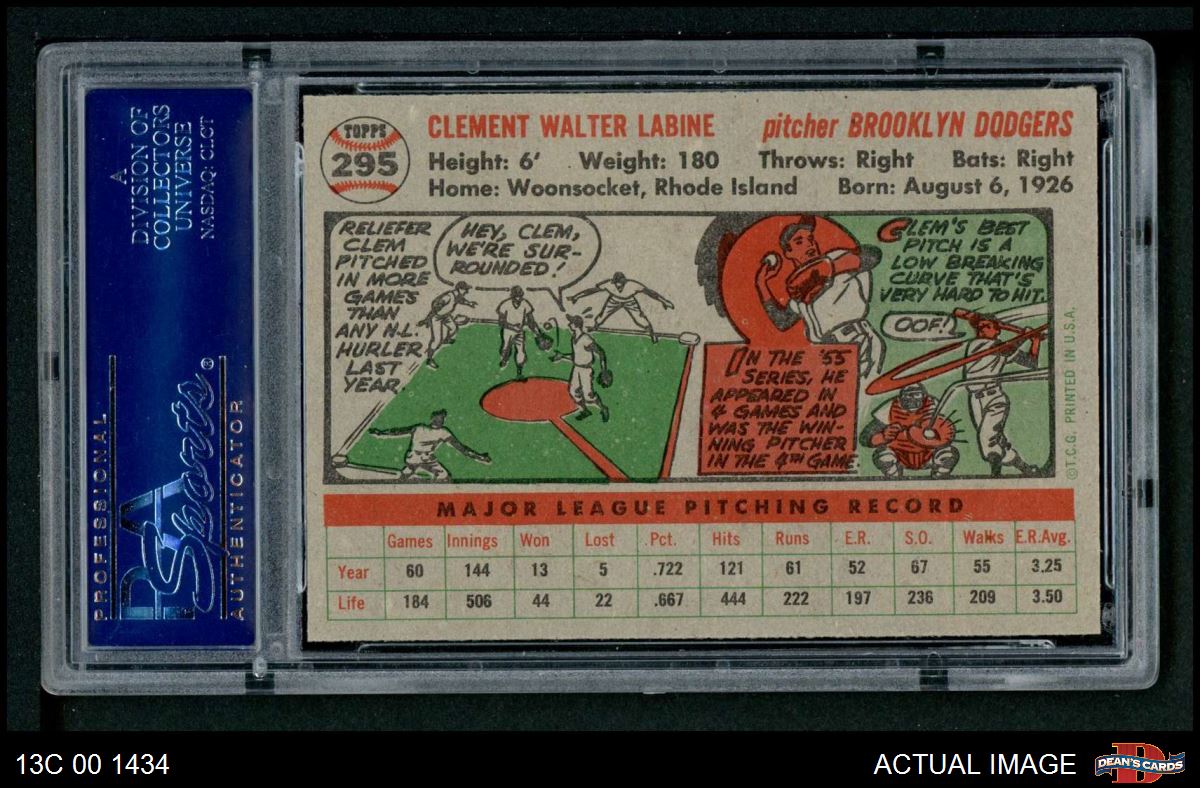 A
DIVISION OF
COLLECTORS
UNIVERSE
NASDAQ: CLCT
PROFESSIONAL
PSA
Sports®
AUTHENTICATOR
TOPPS
295
CLEMENT WALTER LABINE pitcher BROOKLYN DODGERS
Height: 6' Weight: 180 Throws: Right Bats: Right
Home: Woonsocket, Rhode Island Born: August 6, 1926
RELIEFER
CLEM
PITCHED
IN MORE
GAMES
THAN
ANY N.L.
HURLER
LAST
YEAR.
HEY, CLEM,
WE'RE SUR-
ROUNDED!
IN THE '55
SERIES, HE
APPEARED IN
4 GAMES AND
WAS THE WIN-
NING PITCHER
IN THE 4TH GAME.
CLEM'S BEST
PITCH IS A
LOW BREAKING
CURVE THAT'S
VERY HARD TO HIT.
OOF!
©T.C.G. PRINTED IN U.S.A.
MAJOR LEAGUE PITCHING RECORD
Games Innings Won Lost Pct. Hits Runs E.R. S.O. Walks E.R.Avg.
Year 60 144 13 5 .722 121 61 52 67 55 3.25
Life 184 506 44 22 .667 444 222 197 236 209 3.50
13C 00 1434
ACTUAL IMAGE
D
DEAN'S CARDS